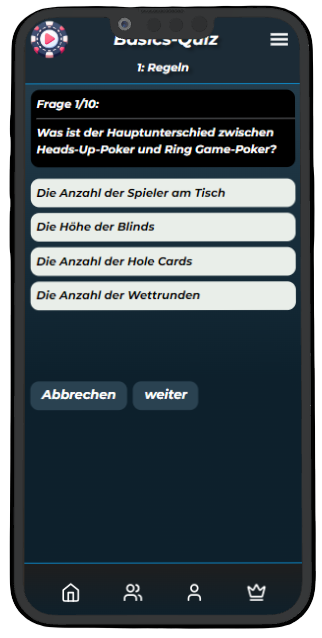 Basics-Quiz
1: Regeln
Frage 1/10:
Was ist der Hauptunterschied zwischen
Heads-Up-Poker und Ring Game-Poker?
Die Anzahl der Spieler am Tisch
Die Höhe der Blinds
Die Anzahl der Hole Cards
Die Anzahl der Wettrunden
Abbrechen weiter